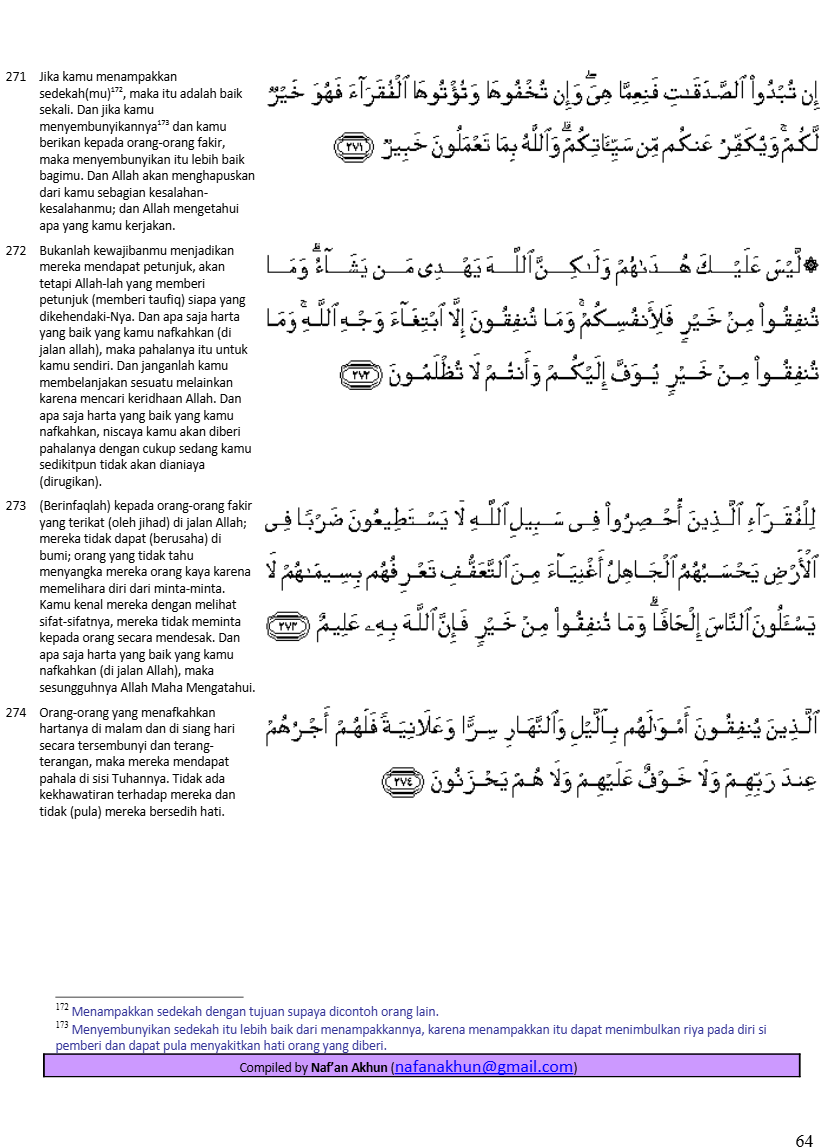 271 Jika kamu menampakkan
sedekah(mu)¹⁷², maka itu adalah baik
sekali. Dan jika kamu
menyembunyikannya¹⁷³ dan kamu
berikan kepada orang-orang fakir,
maka menyembunyikan itu lebih baik
bagimu. Dan Allah akan menghapuskan
dari kamu sebagian kesalahan-
kesalahanmu; dan Allah mengetahui
apa yang kamu kerjakan.
إِن تُبْدُوا۟ ٱلصَّدَقَـٰتِ فَنِعِمَّا هِىَ ۖ وَإِن تُخْفُوهَا وَتُؤْتُوهَا ٱلْفُقَرَآءَ فَهُوَ خَيْرٌ
لَّكُمْ ۚ وَيُكَفِّرُ عَنكُم مِّن سَيِّـَٔاتِكُمْ ۗ وَٱللَّهُ بِمَا تَعْمَلُونَ خَبِيرٌ ٢٧١
272 Bukanlah kewajibanmu menjadikan
mereka mendapat petunjuk, akan
tetapi Allah-lah yang memberi
petunjuk (memberi taufiq) siapa yang
dikehendaki-Nya. Dan apa saja harta
yang baik yang kamu nafkahkan (di
jalan allah), maka pahalanya itu untuk
kamu sendiri. Dan janganlah kamu
membelanjakan sesuatu melainkan
karena mencari keridhaan Allah. Dan
apa saja harta yang baik yang kamu
nafkahkan, niscaya kamu akan diberi
pahalanya dengan cukup sedang kamu
sedikitpun tidak akan dianiaya
(dirugikan).
۞ لَّيْسَ عَلَيْكَ هُدَىٰهُمْ وَلَـٰكِنَّ ٱللَّهَ يَهْدِى مَن يَشَآءُ ۗ وَمَا
تُنفِقُوا۟ مِنْ خَيْرٍ فَلِأَنفُسِكُمْ ۚ وَمَا تُنفِقُونَ إِلَّا ٱبْتِغَآءَ وَجْهِ ٱللَّهِ ۚ وَمَا
تُنفِقُوا۟ مِنْ خَيْرٍ يُوَفَّ إِلَيْكُمْ وَأَنتُمْ لَا تُظْلَمُونَ ٢٧٢
273 (Berinfaqlah) kepada orang-orang fakir
yang terikat (oleh jihad) di jalan Allah;
mereka tidak dapat (berusaha) di
bumi; orang yang tidak tahu
menyangka mereka orang kaya karena
memelihara diri dari minta-minta.
Kamu kenal mereka dengan melihat
sifat-sifatnya, mereka tidak meminta
kepada orang secara mendesak. Dan
apa saja harta yang baik yang kamu
nafkahkan (di jalan Allah), maka
sesungguhnya Allah Maha Mengatahui.
لِلْفُقَرَآءِ ٱلَّذِينَ أُحْصِرُوا۟ فِى سَبِيلِ ٱللَّهِ لَا يَسْتَطِيعُونَ ضَرْبًا فِى
ٱلْأَرْضِ يَحْسَبُهُمُ ٱلْجَاهِلُ أَغْنِيَآءَ مِنَ ٱلتَّعَفُّفِ تَعْرِفُهُم بِسِيمَـٰهُمْ لَا
يَسْـَٔلُونَ ٱلنَّاسَ إِلْحَافًا ۗ وَمَا تُنفِقُوا۟ مِنْ خَيْرٍ فَإِنَّ ٱللَّهَ بِهِۦ عَلِيمٌ ٢٧٣
274 Orang-orang yang menafkahkan
hartanya di malam dan di siang hari
secara tersembunyi dan terang-
terangan, maka mereka mendapat
pahala di sisi Tuhannya. Tidak ada
kekhawatiran terhadap mereka dan
tidak (pula) mereka bersedih hati.
ٱلَّذِينَ يُنفِقُونَ أَمْوَٰلَهُم بِٱلَّيْلِ وَٱلنَّهَارِ سِرًّا وَعَلَانِيَةً فَلَهُمْ أَجْرُهُمْ
عِندَ رَبِّهِمْ وَلَا خَوْفٌ عَلَيْهِمْ وَلَا هُمْ يَحْزَنُونَ ٢٧٤
¹⁷² Menampakkan sedekah dengan tujuan supaya dicontoh orang lain.
¹⁷³ Menyembunyikan sedekah itu lebih baik dari menampakkannya, karena menampakkan itu dapat menimbulkan riya pada diri si
pemberi dan dapat pula menyakitkan hati orang yang diberi.
Compiled by Naf’an Akhun (nafanakhun@gmail.com)
64